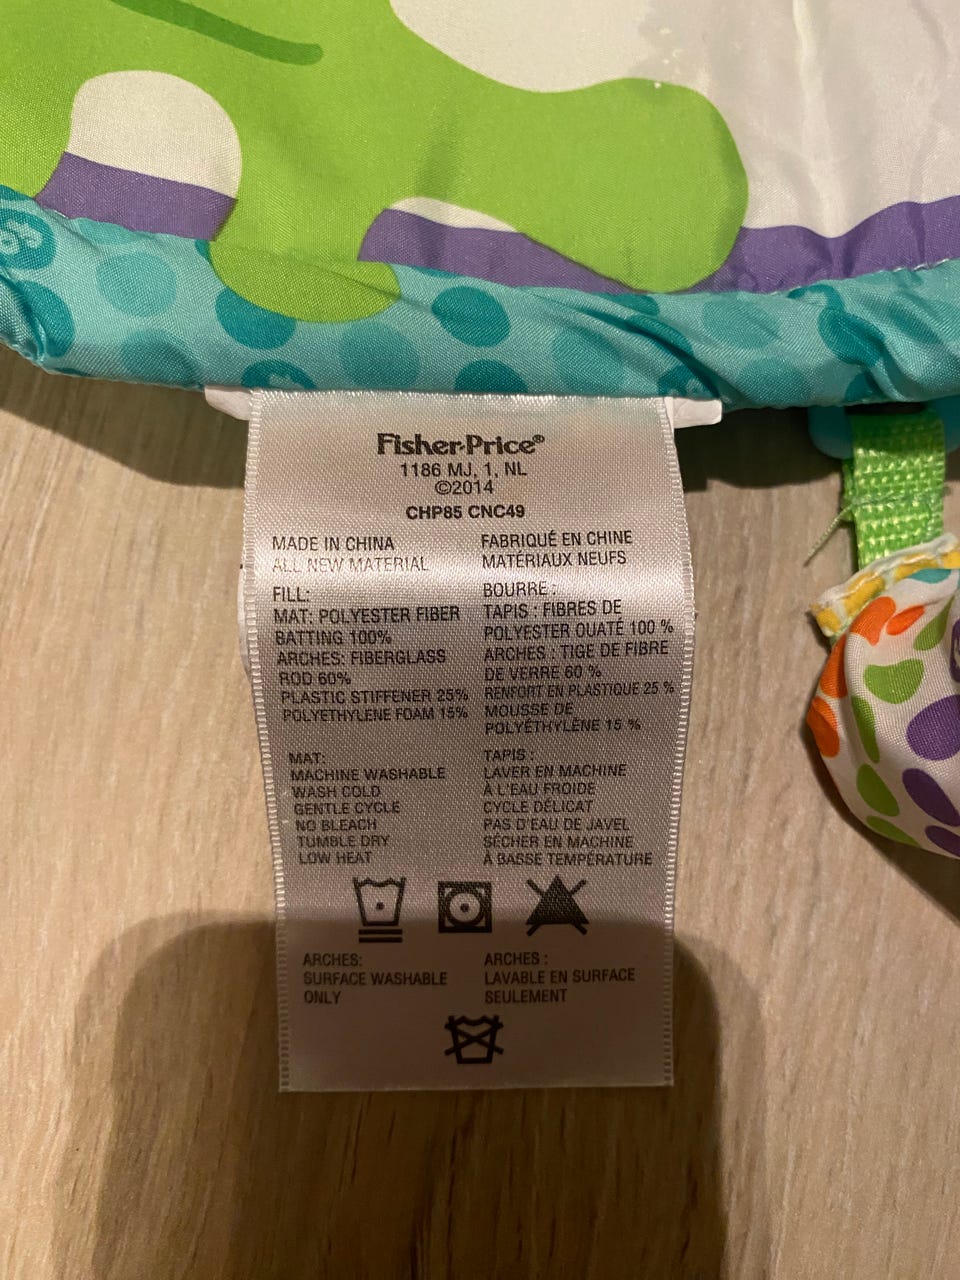 Fisher-Price®
1186 MJ, 1, NL
©2014
CHP85 CNC49
MADE IN CHINA
ALL NEW MATERIAL
FILL:
MAT: POLYESTER FIBER
BATTING 100%
ARCHES: FIBERGLASS
ROD 60%
PLASTIC STIFFENER 25%
POLYETHYLENE FOAM 15%
MAT:
MACHINE WASHABLE
WASH COLD
GENTLE CYCLE
NO BLEACH
TUMBLE DRY
LOW HEAT
FABRIQUÉ EN CHINE
MATÉRIAUX NEUFS
BOURRE :
TAPIS : FIBRES DE
POLYESTER OUATÉ 100 %
ARCHES : TIGE DE FIBRE
DE VERRE 60 %
RENFORT EN PLASTIQUE 25 %
MOUSSE DE
POLYÉTHYLÈNE 15 %
TAPIS :
LAVER EN MACHINE
À L'EAU FROIDE
CYCLE DÉLICAT
PAS D'EAU DE JAVEL
SÉCHER EN MACHINE
À BASSE TEMPÉRATURE
ARCHES:
SURFACE WASHABLE
ONLY
ARCHES :
LAVABLE EN SURFACE
SEULEMENT